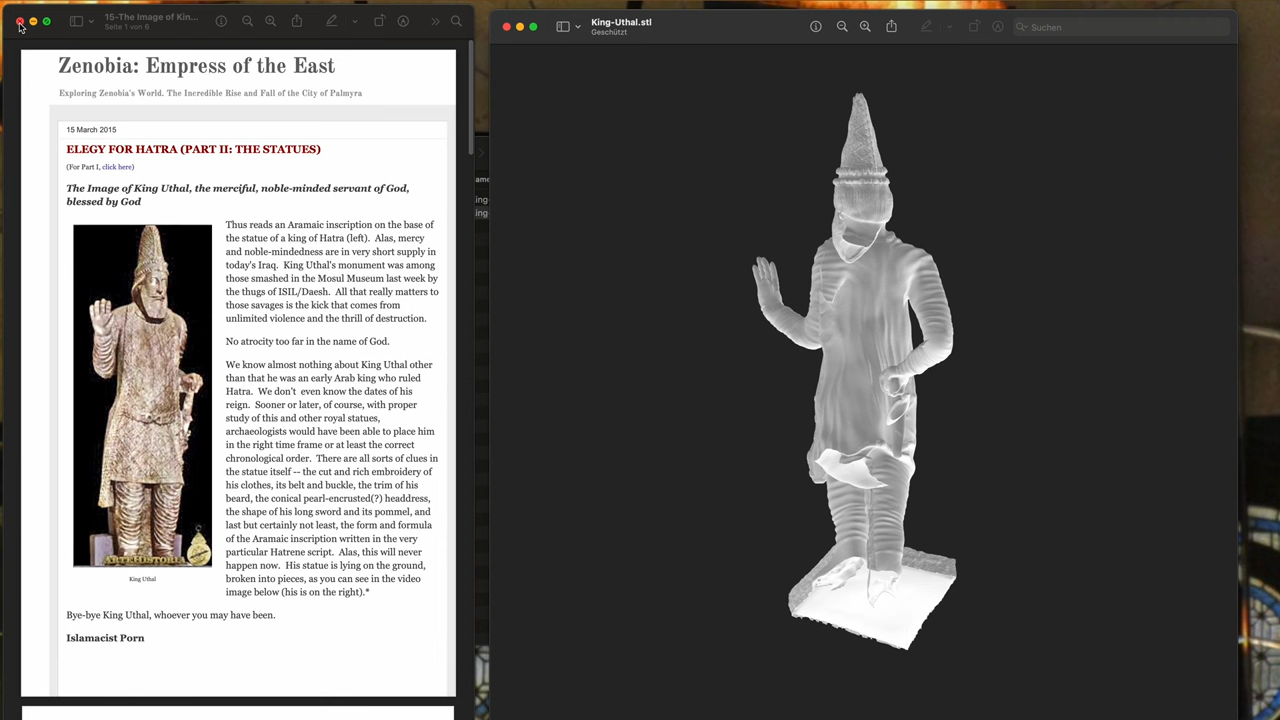 15-The Image of Kin...
Seite 1 von 6
Zenobia: Empress of the East
Exploring Zenobia's World. The Incredible Rise and Fall of the City of Palmyra
15 March 2015
ELEGY FOR HATRA (PART II: THE STATUES)
(For Part I, click here)
The Image of King Uthal, the merciful, noble-minded servant of God,
blessed by God
Thus reads an Aramaic inscription on the base of
the statue of a king of Hatra (left). Alas, mercy
and noble-mindedness are in very short supply in
today's Iraq. King Uthal's monument was among
those smashed in the Mosul Museum last week by
the thugs of ISIL/Daesh. All that really matters to
those savages is the kick that comes from
unlimited violence and the thrill of destruction.
No atrocity too far in the name of God.
We know almost nothing about King Uthal other
than that he was an early Arab king who ruled
Hatra. We don't even know the dates of his
reign. Sooner or later, of course, with proper
study of this and other royal statues,
archaeologists would have been able to place him
in the right time frame or at least the correct
chronological order. There are all sorts of clues in
the statue itself -- the cut and rich embroidery of
his clothes, its belt and buckle, the trim of his
beard, the conical pearl-encrusted(?) headdress,
the shape of his long sword and its pommel, and
last but certainly not least, the form and formula
of the Aramaic inscription written in the very
particular Hatrene script. Alas, this will never
happen now. His statue is lying on the ground,
broken into pieces, as you can see in the video
image below (his is on the right).*
ARTEHISTORIA
King Uthal
Bye-bye King Uthal, whoever you may have been.
Islamacist Porn
ame
King-
King
King-Uthal.stl
Geschützt
Suchen